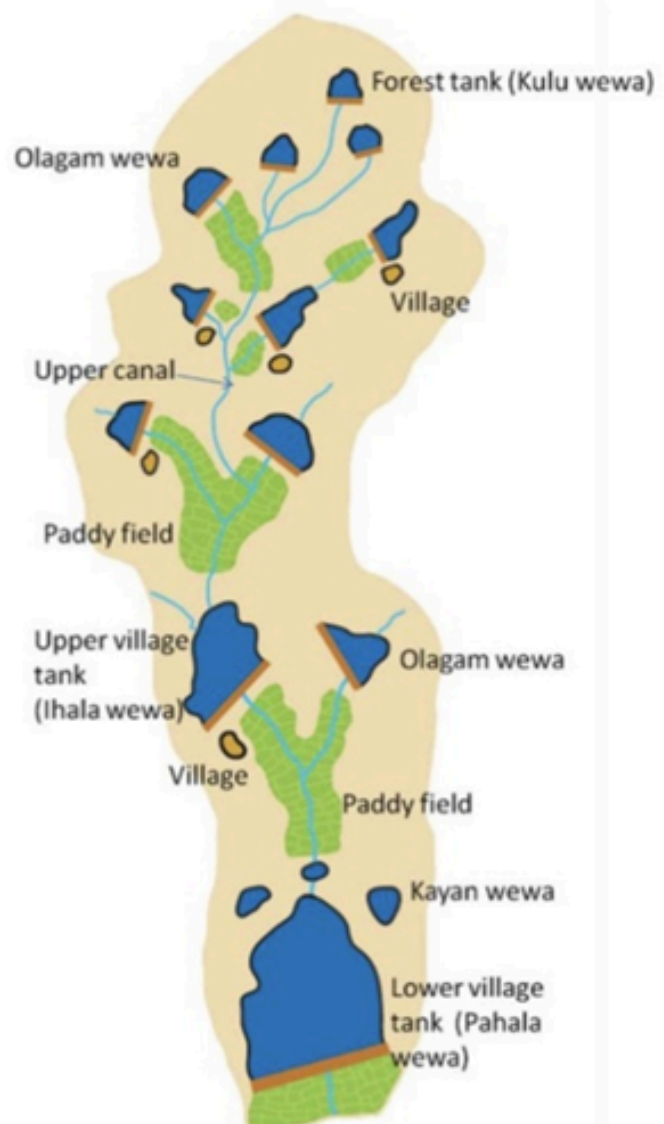 Forest tank (Kulu wewa)
Olagam wewa
Village
Upper canal
Paddy field
Upper village
tank
(Ihala wewa)
Olagam wewa
Village
Paddy field
Kayan wewa
Lower village
tank (Pahala
wewa)